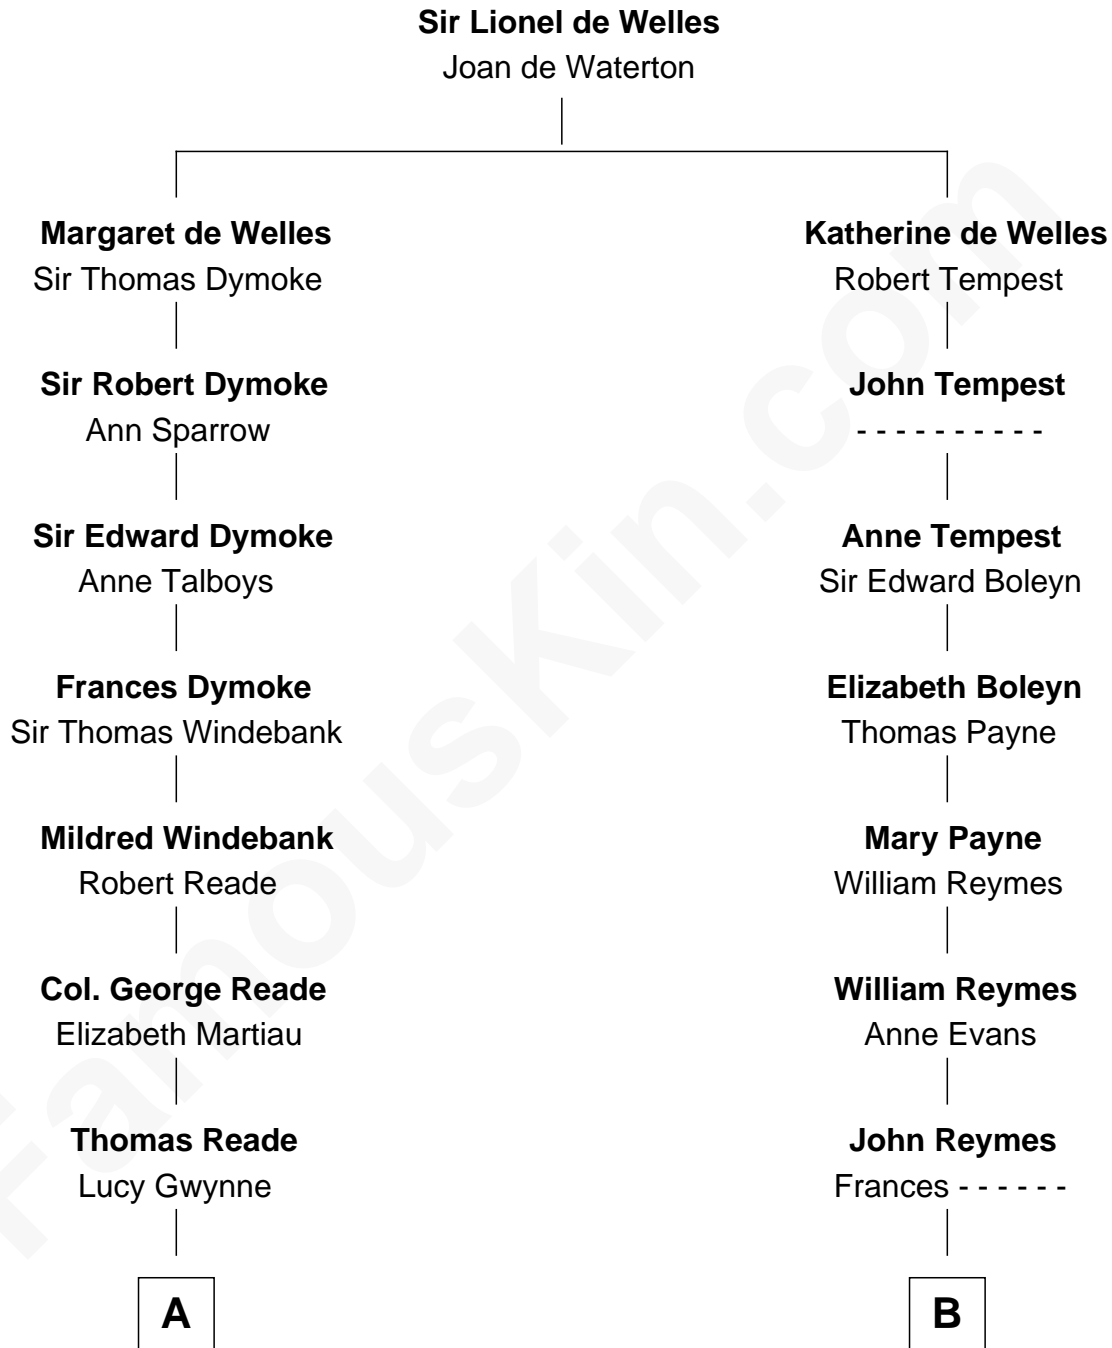 Sir Lionel de Welles
Joan de Waterton
Margaret de Welles
Sir Thomas Dymoke
Katherine de Welles
Robert Tempest
Sir Robert Dymoke
Ann Sparrow
John Tempest
- - - - - - - - - -
Sir Edward Dymoke
Anne Talboys
Anne Tempest
Sir Edward Boleyn
Frances Dymoke
Sir Thomas Windebank
Elizabeth Boleyn
Thomas Payne
Mildred Windebank
Robert Reade
Mary Payne
William Reymes
Col. George Reade
Elizabeth Martiau
William Reymes
Anne Evans
Thomas Reade
Lucy Gwynne
John Reymes
Frances - - - - - -
A
B
FamousKin.com